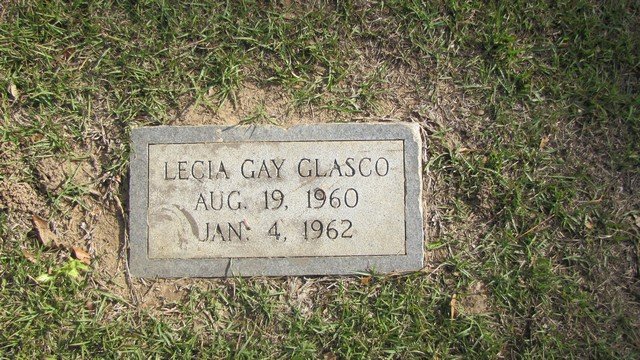 LECIA GAY GLASCO
AUG. 19, 1960
JAN. 4, 1962